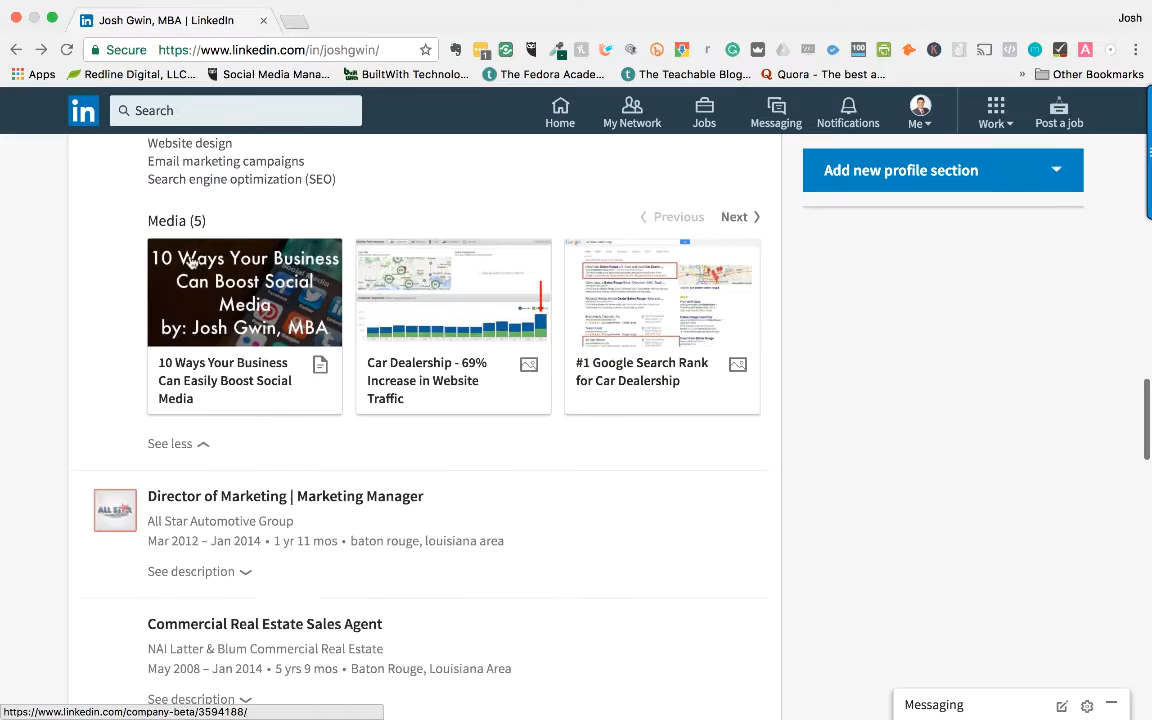 Josh Gwin, MBA | LinkedIn
Josh
Secure https://www.linkedin.com/in/joshgwin/
Apps Redline Digital, LLC... Social Media Mana... BuiltWith Technolo... The Fedora Acade... The Teachable Blog... Quora - The best a... » Other Bookmarks
in Search Home My Network Jobs Messaging Notifications Me Work Post a job
Website design
Email marketing campaigns
Search engine optimization (SEO)
Add new profile section
Media (5)
Previous Next
10 Ways Your Business
Can Boost Social
Media
by: Josh Gwin, MBA
10 Ways Your Business
Can Easily Boost Social
Media
Car Dealership - 69%
Increase in Website
Traffic
#1 Google Search Rank
for Car Dealership
See less
ALL STAR
Director of Marketing | Marketing Manager
All Star Automotive Group
Mar 2012 – Jan 2014 • 1 yr 11 mos • baton rouge, louisiana area
See description
Commercial Real Estate Sales Agent
NAI Latter & Blum Commercial Real Estate
May 2008 – Jan 2014 • 5 yrs 9 mos • Baton Rouge, Louisiana Area
See description
https://www.linkedin.com/company-beta/3594188/
Messaging